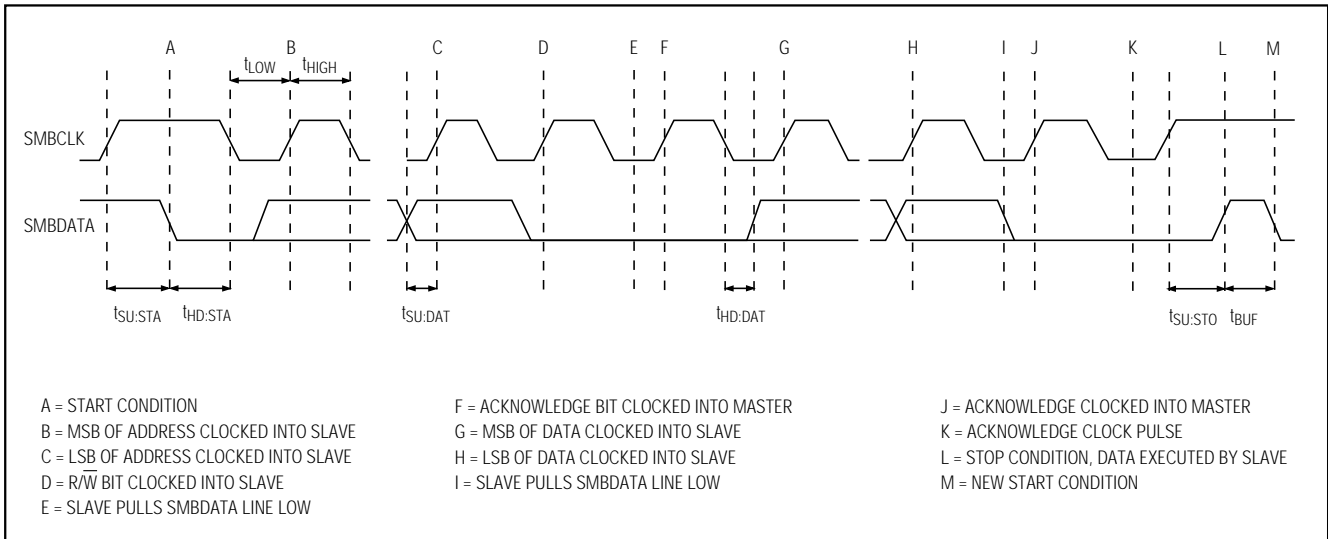 A B C D E F G H I J K L M
tLOW tHIGH
SMBCLK
SMBDATA
tSU:STA tHD:STA tSU:DAT tHD:DAT tSU:STO tBUF
A = START CONDITION
B = MSB OF ADDRESS CLOCKED INTO SLAVE
C = LSB OF ADDRESS CLOCKED INTO SLAVE
D = R/W̅ BIT CLOCKED INTO SLAVE
E = SLAVE PULLS SMBDATA LINE LOW
F = ACKNOWLEDGE BIT CLOCKED INTO MASTER
G = MSB OF DATA CLOCKED INTO SLAVE
H = LSB OF DATA CLOCKED INTO SLAVE
I = SLAVE PULLS SMBDATA LINE LOW
J = ACKNOWLEDGE CLOCKED INTO MASTER
K = ACKNOWLEDGE CLOCK PULSE
L = STOP CONDITION, DATA EXECUTED BY SLAVE
M = NEW START CONDITION